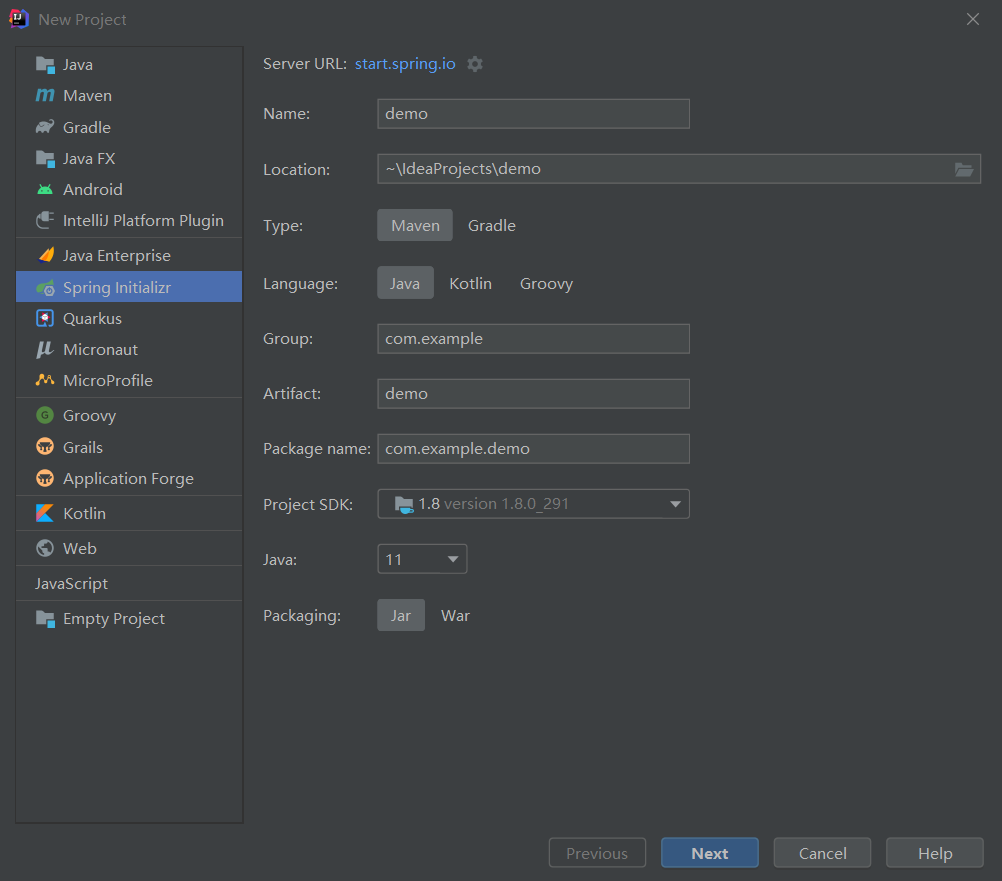 New Project
Java
Maven
Gradle
Java FX
Android
IntelliJ Platform Plugin
Java Enterprise
Spring Initializr
Quarkus
Micronaut
MicroProfile
Groovy
Grails
Application Forge
Kotlin
Web
JavaScript
Empty Project
Server URL: start.spring.io
Name: demo
Location: ~\IdeaProjects\demo
Type: Maven Gradle
Language: Java Kotlin Groovy
Group: com.example
Artifact: demo
Package name: com.example.demo
Project SDK: 1.8 version 1.8.0_291
Java: 11
Packaging: Jar War
Previous Next Cancel Help